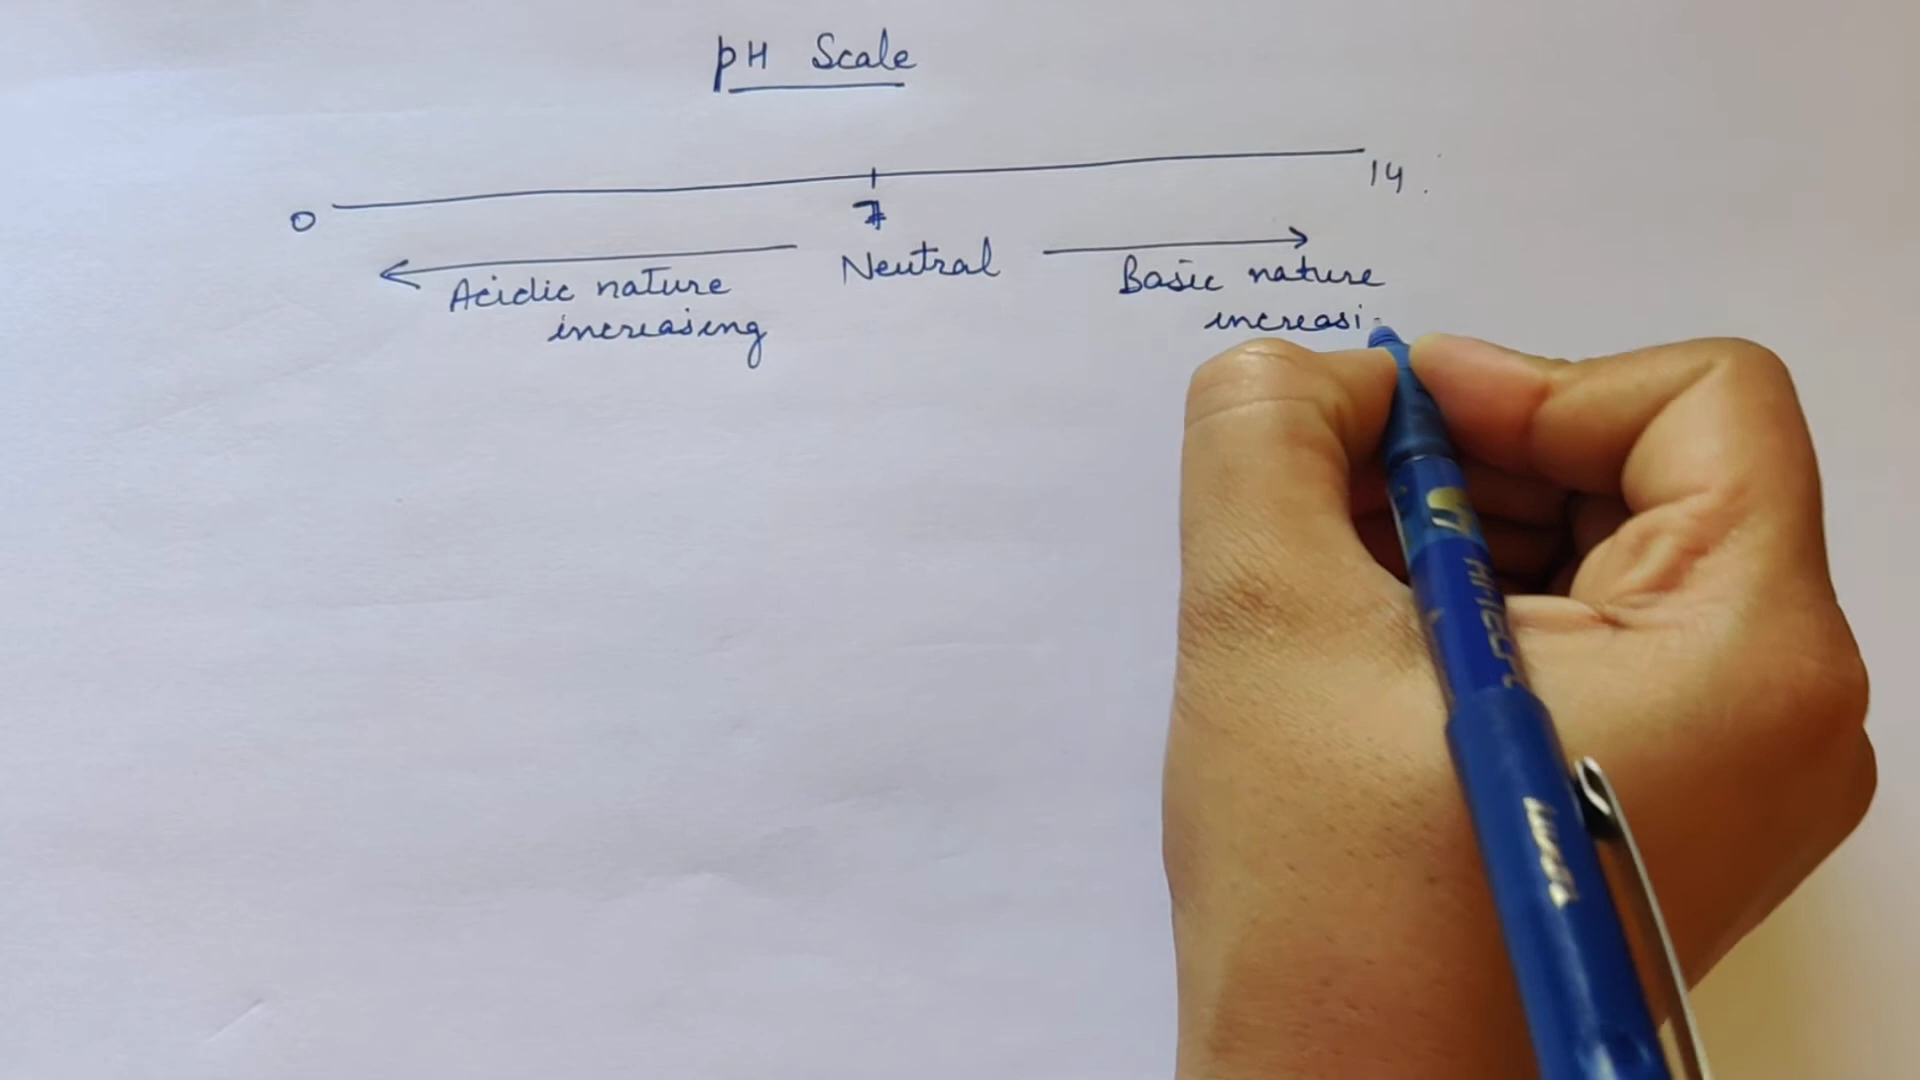 pH Scale
0 7 14
Acidic nature Neutral Basic nature
increasing increasi